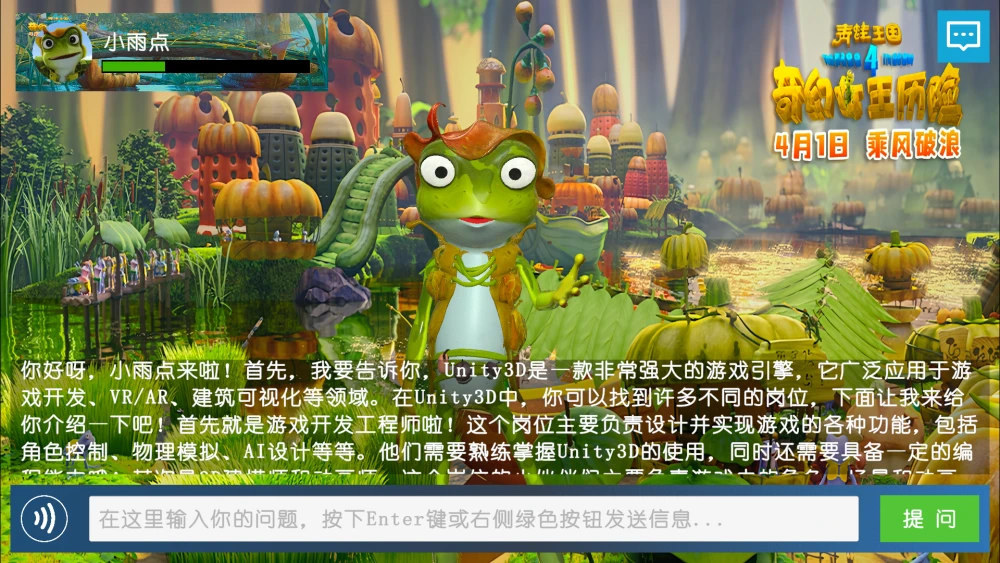 小雨点
青蛙王国
4
奇幻女王历险
4月1日 乘风破浪
你好呀，小雨点来啦！首先，我要告诉你，Unity3D是一款非常强大的游戏引擎，它广泛应用于游
戏开发、VR/AR、建筑可视化等领域。在Unity3D中，你可以找到许多不同的岗位，下面让我来给
你介绍一下吧！首先就是游戏开发工程师啦！这个岗位主要负责设计并实现游戏的各种功能，包括
角色控制、物理模拟、AI设计等等。他们需要熟练掌握Unity3D的使用，同时还需要具备一定的编
在这里输入你的问题，按下Enter键或右侧绿色按钮发送信息...
提 问